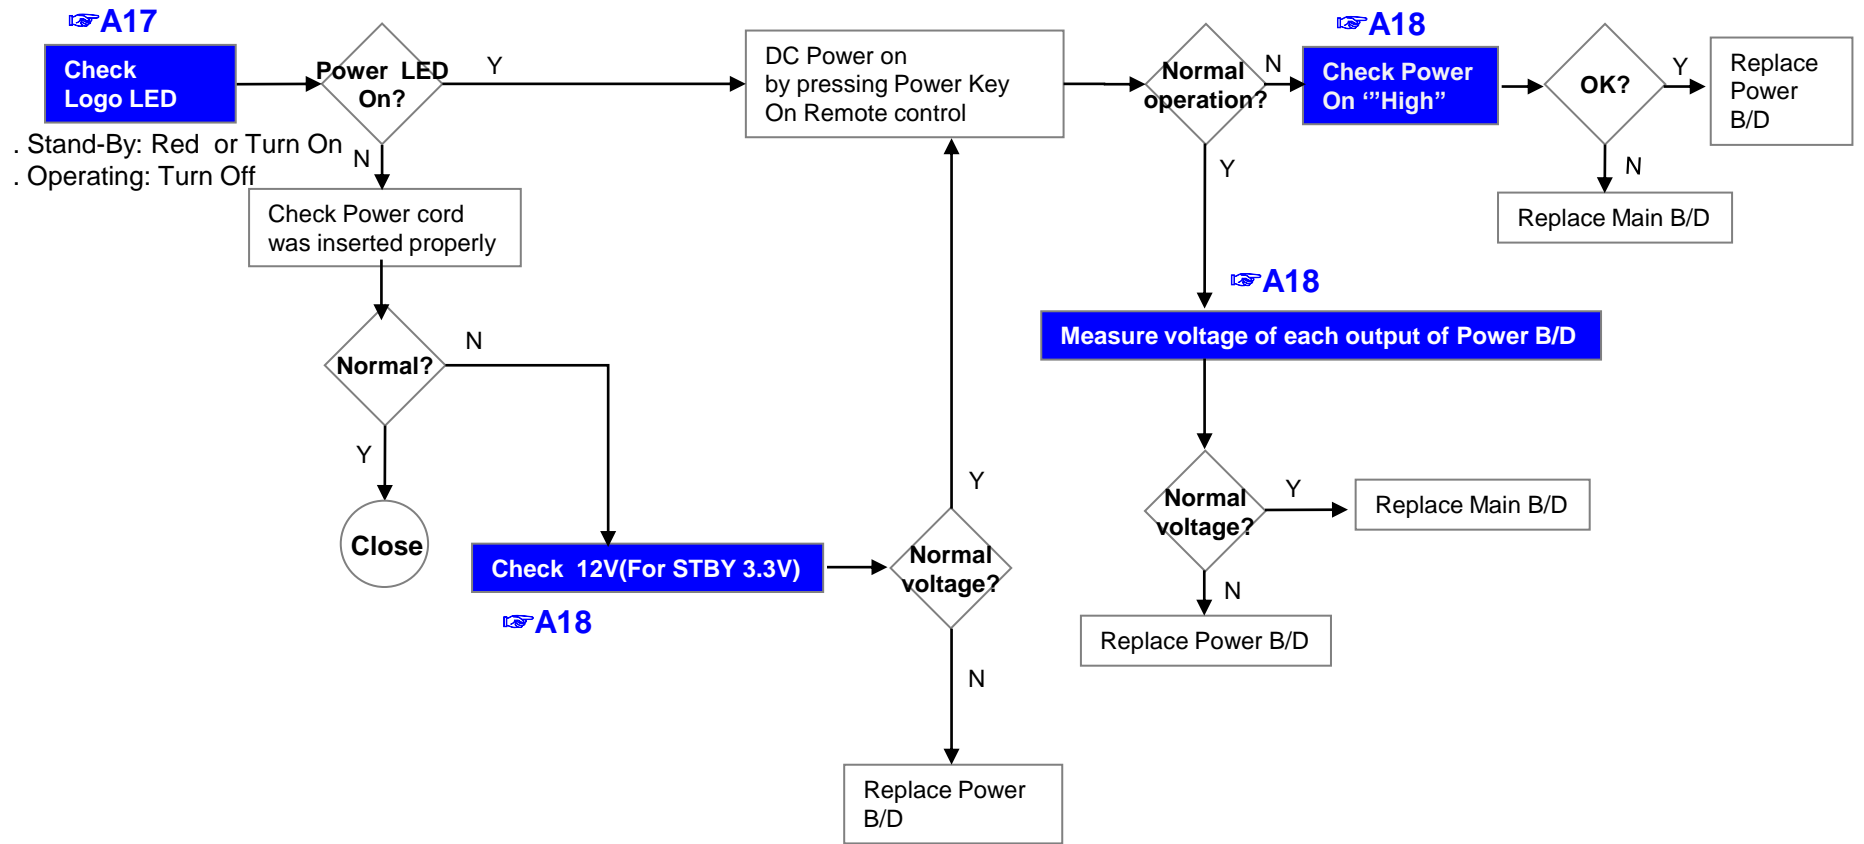 ☞A17
Check
Logo LED
. Stand-By: Red or Turn On
. Operating: Turn Off
Power LED
On?
Y
N
Check Power cord
was inserted properly
Normal?
N
Y
Close
Check 12V(For STBY 3.3V)
☞A18
Normal
voltage?
Y
N
Replace Power
B/D
DC Power on
by pressing Power Key
On Remote control
Normal
operation?
N
Y
☞A18
Check Power
On ‘”High”
OK?
Y
Replace
Power
B/D
N
Replace Main B/D
☞A18
Measure voltage of each output of Power B/D
Normal
voltage?
Y
Replace Main B/D
N
Replace Power B/D